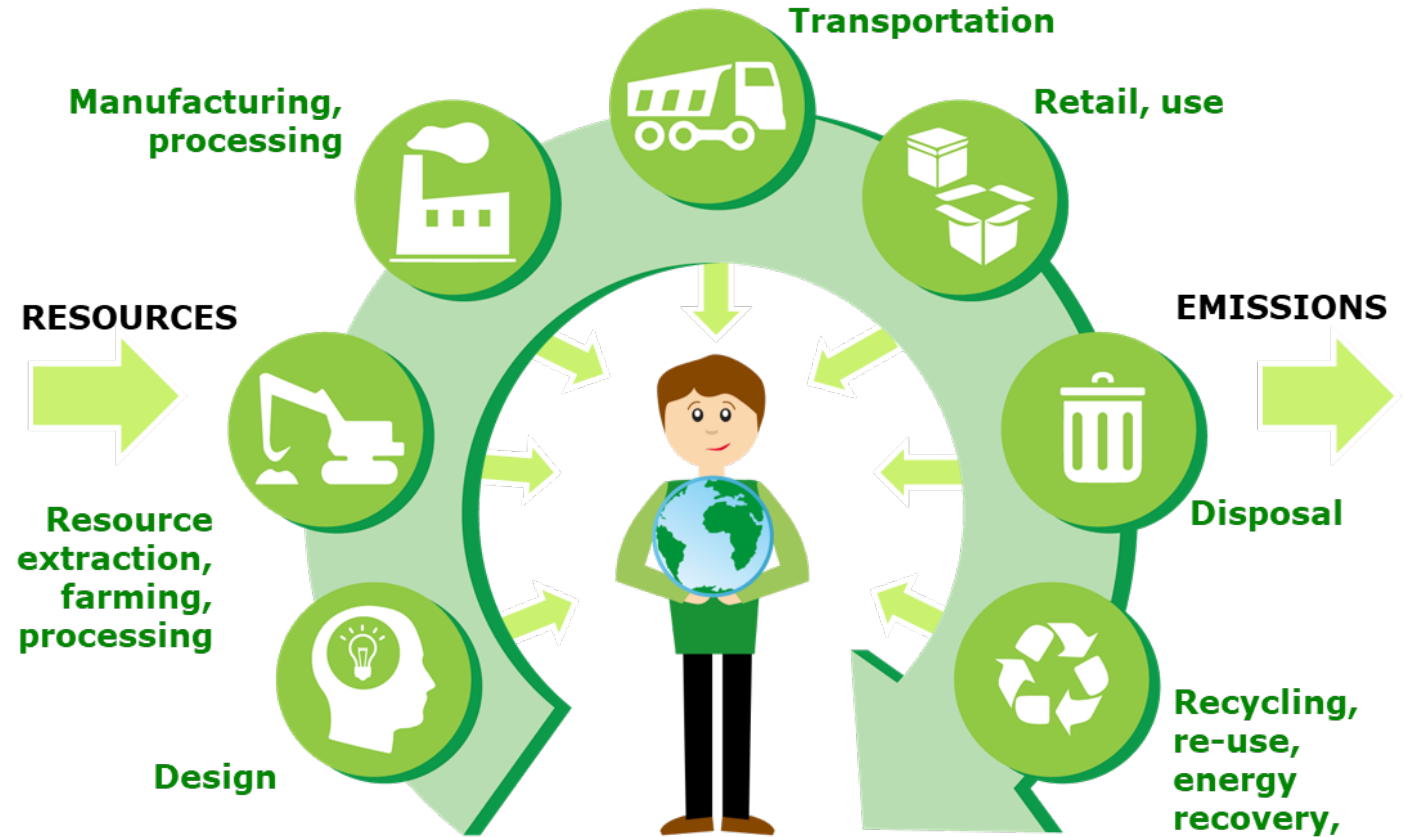 Transportation
Manufacturing,
processing
Retail, use
RESOURCES
EMISSIONS
Resource
extraction,
farming,
processing
Disposal
Design
Recycling,
re-use,
energy
recovery,